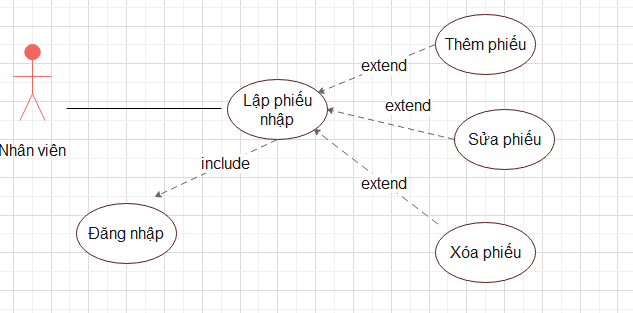 Thêm phiếu
extend
Lập phiếu
nhập
extend
Sửa phiếu
Nhân viên
include
extend
Đăng nhập
Xóa phiếu